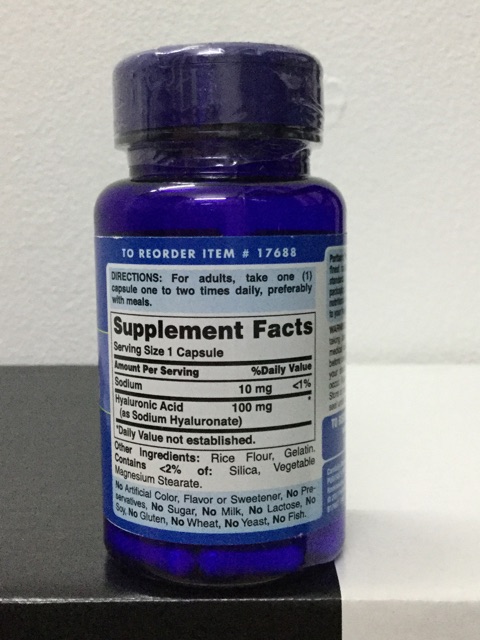 TO REORDER ITEM # 17688
DIRECTIONS: For adults, take one (1)
capsule one to two times daily, preferably
with meals.
Supplement Facts
Serving Size 1 Capsule
Amount Per Serving %Daily Value
Sodium 10 mg <1%
Hyaluronic Acid 100 mg *
(as Sodium Hyaluronate)
*Daily Value not established.
Other Ingredients: Rice Flour, Gelatin.
Contains <2% of: Silica, Vegetable
Magnesium Stearate.
No Artificial Color, Flavor or Sweetener, No Pre-
servatives, No Sugar, No Milk, No Lactose, No
Soy, No Gluten, No Wheat, No Yeast, No Fish.